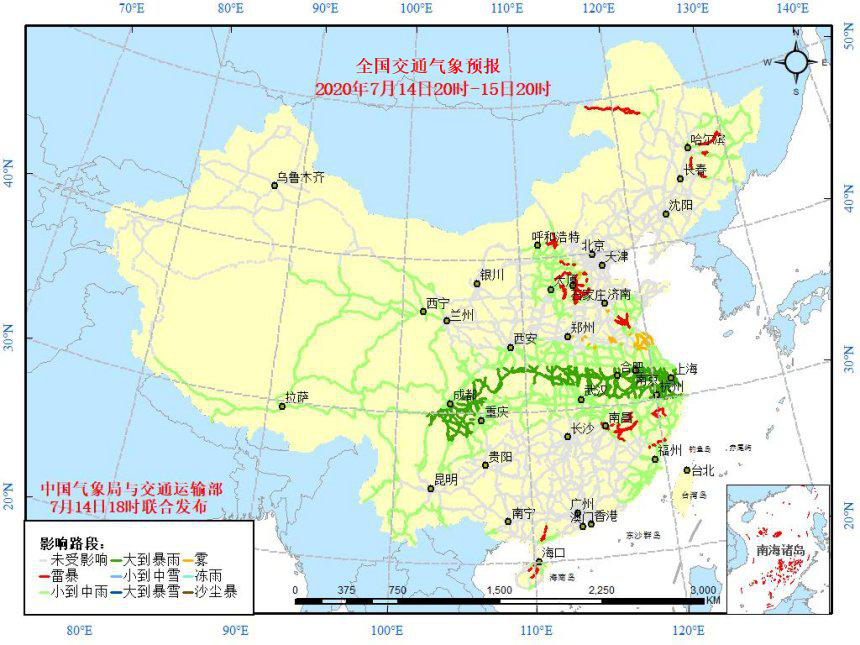 70°E 80°E 90°E 100°E 110°E 120°E 130°E 140°E
50°N
40°N
30°N
20°N
50°N
40°N
30°N
20°N
全国交通气象预报
2020年7月14日20时-15日20时
N
W E
S
哈尔滨
长春
沈阳
乌鲁木齐
呼和浩特
北京
天津
银川
石家庄
济南
西宁
兰州
郑州
西安
合肥
上海
南京
杭州
拉萨
成都
武汉
重庆
南昌
长沙
福州
钓鱼岛
赤尾屿
贵阳
台北
昆明
台湾岛
广州
南宁
澳门
香港
东沙群岛
海口
海南岛
南海诸岛
中国气象局与交通运输部
7月14日18时联合发布
影响路段:
未受影响 大到暴雨 雾
雷暴 小到中雪 冻雨
小到中雨 大到暴雪 沙尘暴
0 375 750 1,500 2,250 3,000
KM
80°E 90°E 100°E 110°E 120°E